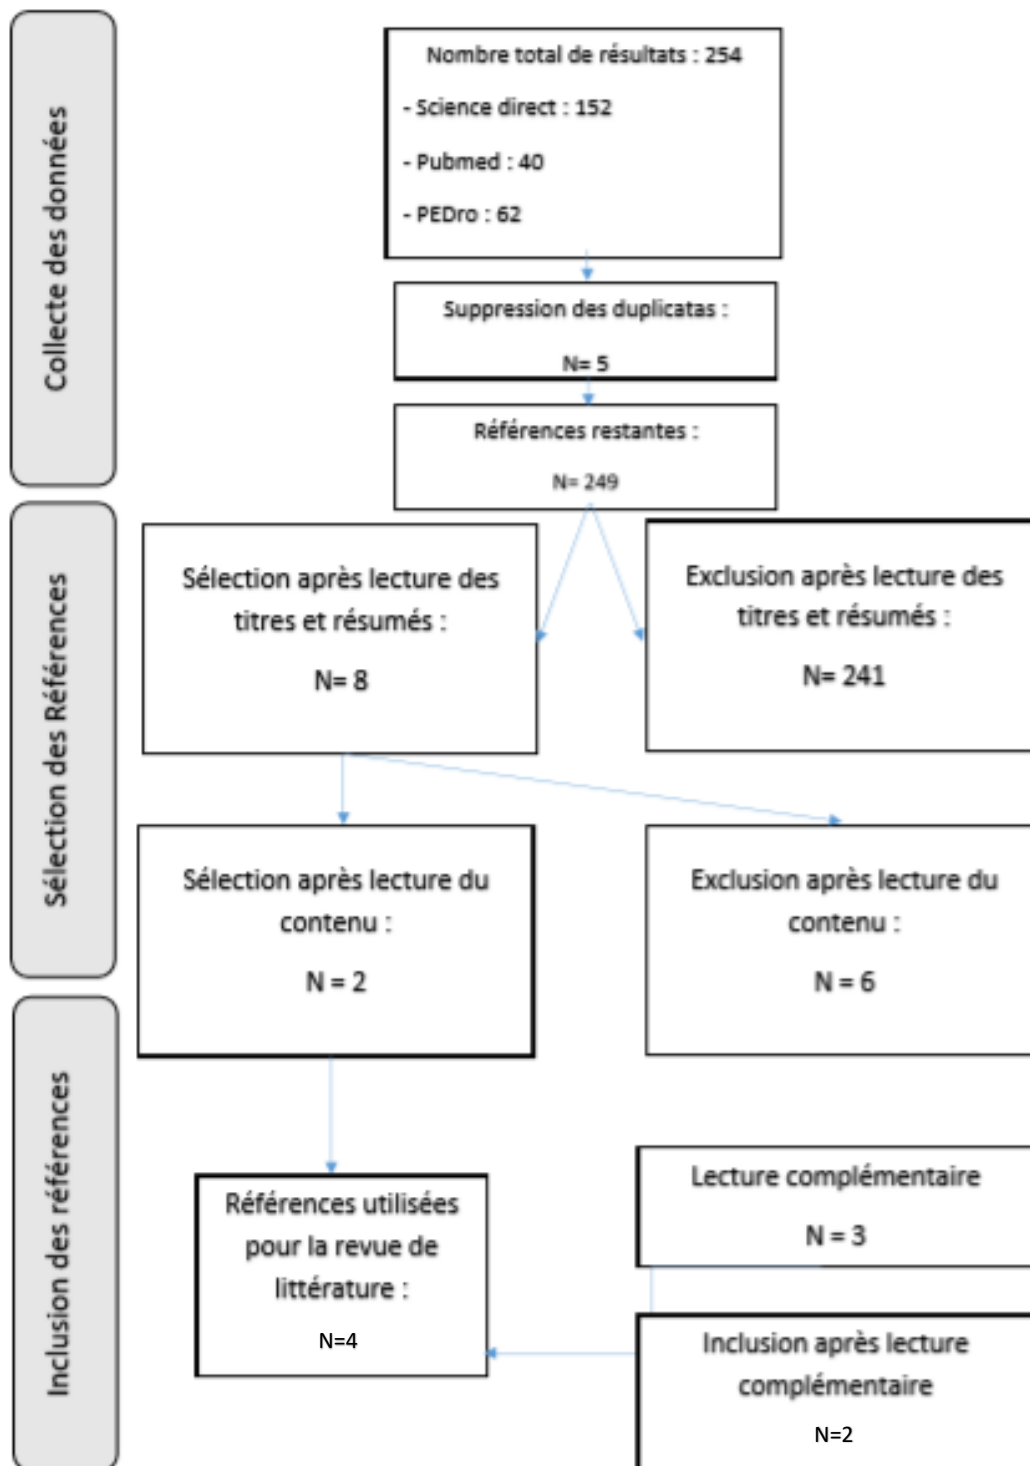 Collecte des données
Nombre total de résultats : 254
- Science direct : 152
- Pubmed : 40
- PEDro : 62
Suppression des duplicatas :
N= 5
Références restantes :
N= 249
Sélection des Références
Sélection après lecture des
titres et résumés :
N= 8
Exclusion après lecture des
titres et résumés :
N= 241
Sélection après lecture du
contenu :
N = 2
Exclusion après lecture du
contenu :
N = 6
Inclusion des références
Références utilisées
pour la revue de
littérature :
N=4
Lecture complémentaire
N = 3
Inclusion après lecture
complémentaire
N=2